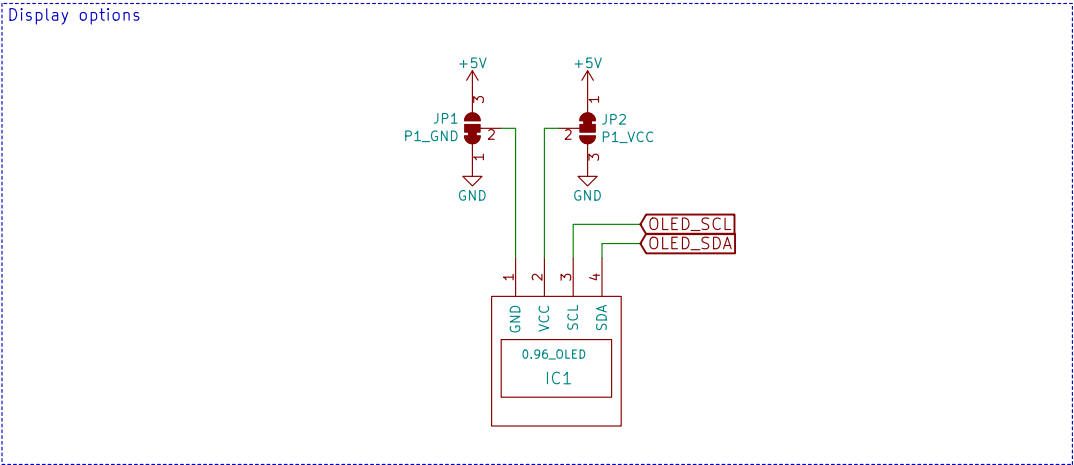 Display options
+5V
+5V
3
1
JP1
P1_GND
2
2
JP2
P1_VCC
1
3
GND
GND
OLED_SCL
OLED_SDA
1
2
3
4
GND
VCC
SCL
SDA
0.96_OLED
IC1